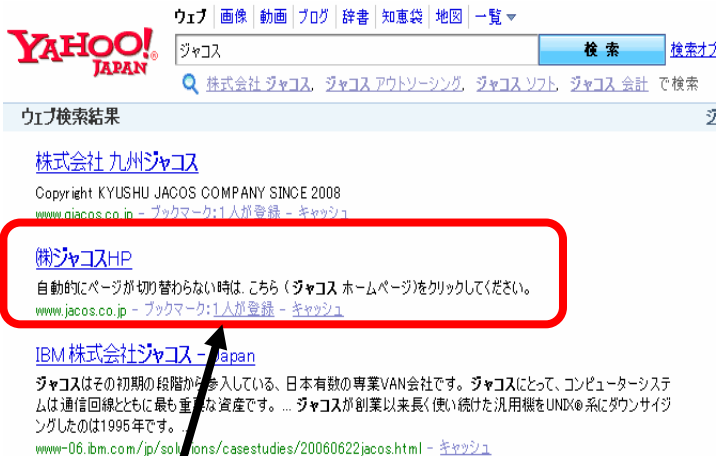 ウェブ 画像 動画 ブログ 辞書 知恵袋 地図 一覧▼
YAHOO! JAPAN
ジャコス 検索 検索オプ
株式会社 ジャコス, ジャコス アウトソーシング, ジャコス ソフト, ジャコス 会計 で検索
ウェブ検索結果
株式会社 九州ジャコス
Copyright KYUSHU JACOS COMPANY SINCE 2008
www.qjacos.co.jp - ブックマーク:1人が登録 - キャッシュ
㈱ジャコスHP
自動的にページが切り替わらない時は.こちら(ジャコス ホームページ)をクリックしてください。
www.jacos.co.jp - ブックマーク:1人が登録 - キャッシュ
IBM 株式会社ジャコス - Japan
ジャコスはその初期の段階から参入している、日本有数の専業VAN会社です。ジャコスにとって、コンピューターシステ
ムは通信回線とともに最も重要な資産です。... ジャコスが創業以来長く使い続けた汎用機をUNIX®系にダウンサイジ
ングしたのは1995年です。
www-06.ibm.com/jp/solutions/casestudies/20060622jacos.html - キャッシュ